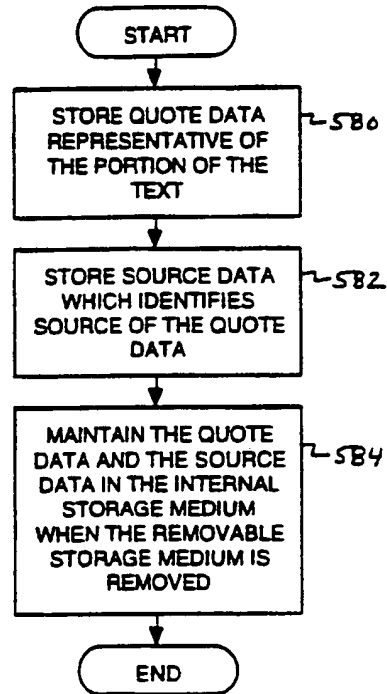 START
STORE QUOTE DATA
REPRESENTATIVE OF
THE PORTION OF THE
TEXT
580
STORE SOURCE DATA
WHICH IDENTIFIES
SOURCE OF THE QUOTE
DATA
582
MAINTAIN THE QUOTE
DATA AND THE SOURCE
DATA IN THE INTERNAL
STORAGE MEDIUM
WHEN THE REMOVABLE
STORAGE MEDIUM IS
REMOVED
584
END